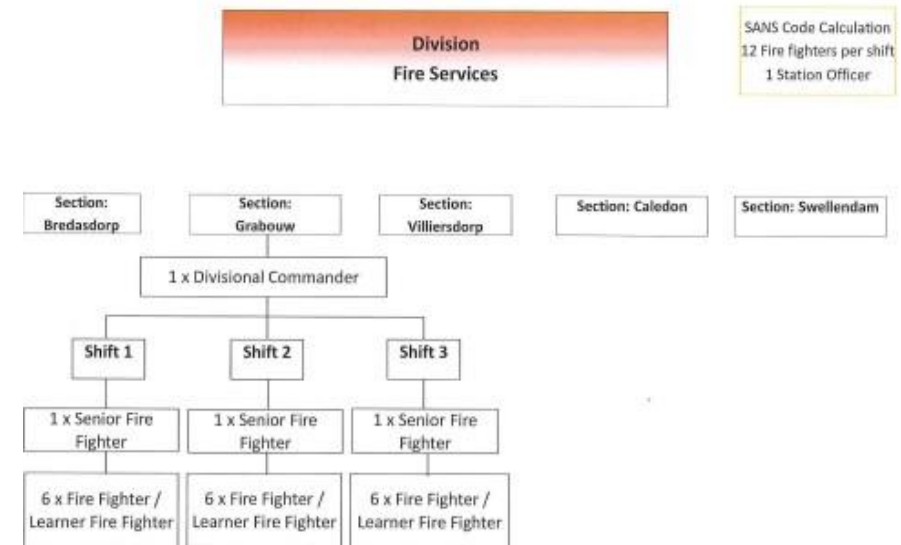 Division
Fire Services
SANS Code Calculation
12 Fire fighters per shift
1 Station Officer
Section:
Bredasdorp
Section:
Grabouw
Section:
Villiersdorp
Section: Caledon
Section: Swellendam
1 x Divisional Commander
Shift 1
Shift 2
Shift 3
1 x Senior Fire
Fighter
1 x Senior Fire
Fighter
1 x Senior Fire
Fighter
6 x Fire Fighter /
Learner Fire Fighter
6 x Fire Fighter /
Learner Fire Fighter
6 x Fire Fighter /
Learner Fire Fighter